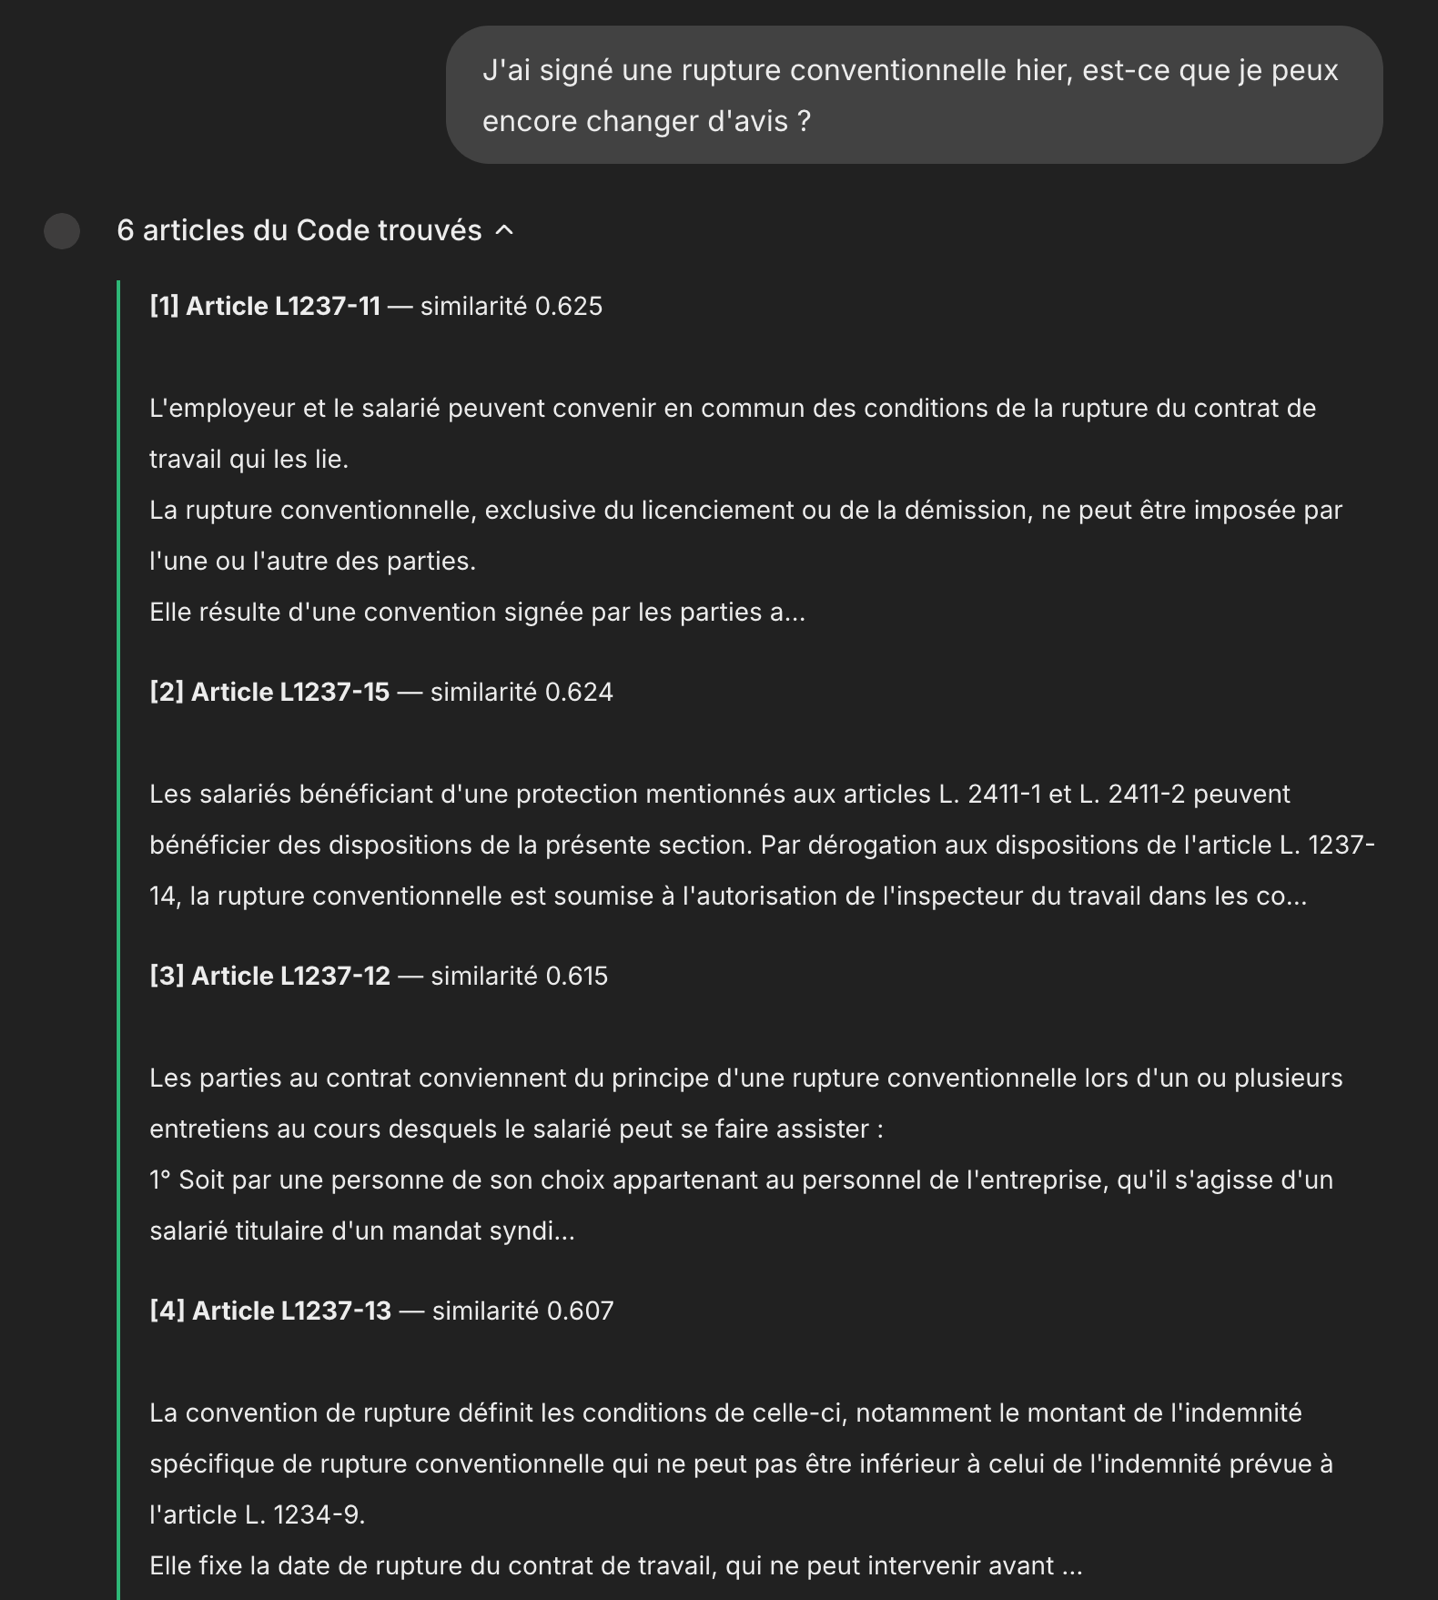 J'ai signé une rupture conventionnelle hier, est-ce que je peux
encore changer d'avis ?
6 articles du Code trouvés
[1] Article L1237-11 — similarité 0.625
L'employeur et le salarié peuvent convenir en commun des conditions de la rupture du contrat de
travail qui les lie.
La rupture conventionnelle, exclusive du licenciement ou de la démission, ne peut être imposée par
l'une ou l'autre des parties.
Elle résulte d'une convention signée par les parties a...
[2] Article L1237-15 — similarité 0.624
Les salariés bénéficiant d'une protection mentionnés aux articles L. 2411-1 et L. 2411-2 peuvent
bénéficier des dispositions de la présente section. Par dérogation aux dispositions de l'article L. 1237-
14, la rupture conventionnelle est soumise à l'autorisation de l'inspecteur du travail dans les co...
[3] Article L1237-12 — similarité 0.615
Les parties au contrat conviennent du principe d'une rupture conventionnelle lors d'un ou plusieurs
entretiens au cours desquels le salarié peut se faire assister :
1° Soit par une personne de son choix appartenant au personnel de l'entreprise, qu'il s'agisse d'un
salarié titulaire d'un mandat syndi...
[4] Article L1237-13 — similarité 0.607
La convention de rupture définit les conditions de celle-ci, notamment le montant de l'indemnité
spécifique de rupture conventionnelle qui ne peut pas être inférieur à celui de l'indemnité prévue à
l'article L. 1234-9.
Elle fixe la date de rupture du contrat de travail, qui ne peut intervenir avant ...